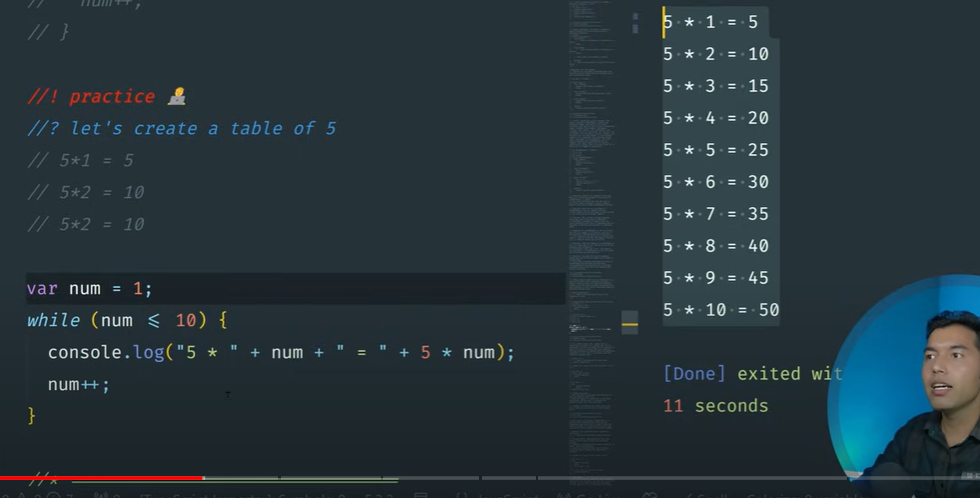 // num++;
// }
//! practice 🧑‍💻
//? let's create a table of 5
// 5*1 = 5
// 5*2 = 10
// 5*2 = 10
var num = 1;
while (num <= 10) {
console.log("5 * " + num + " = " + 5 * num);
num++;
}
//*
5 * 1 = 5
5 * 2 = 10
5 * 3 = 15
5 * 4 = 20
5 * 5 = 25
5 * 6 = 30
5 * 7 = 35
5 * 8 = 40
5 * 9 = 45
5 * 10 = 50
[Done] exited wit
11 seconds